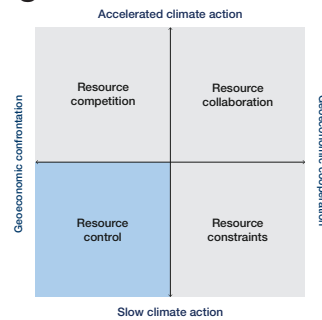 Accelerated climate action
Geoeconomic confrontation
Resource
competition
Resource
collaboration
Resource
control
Resource
constraints
Slow climate action